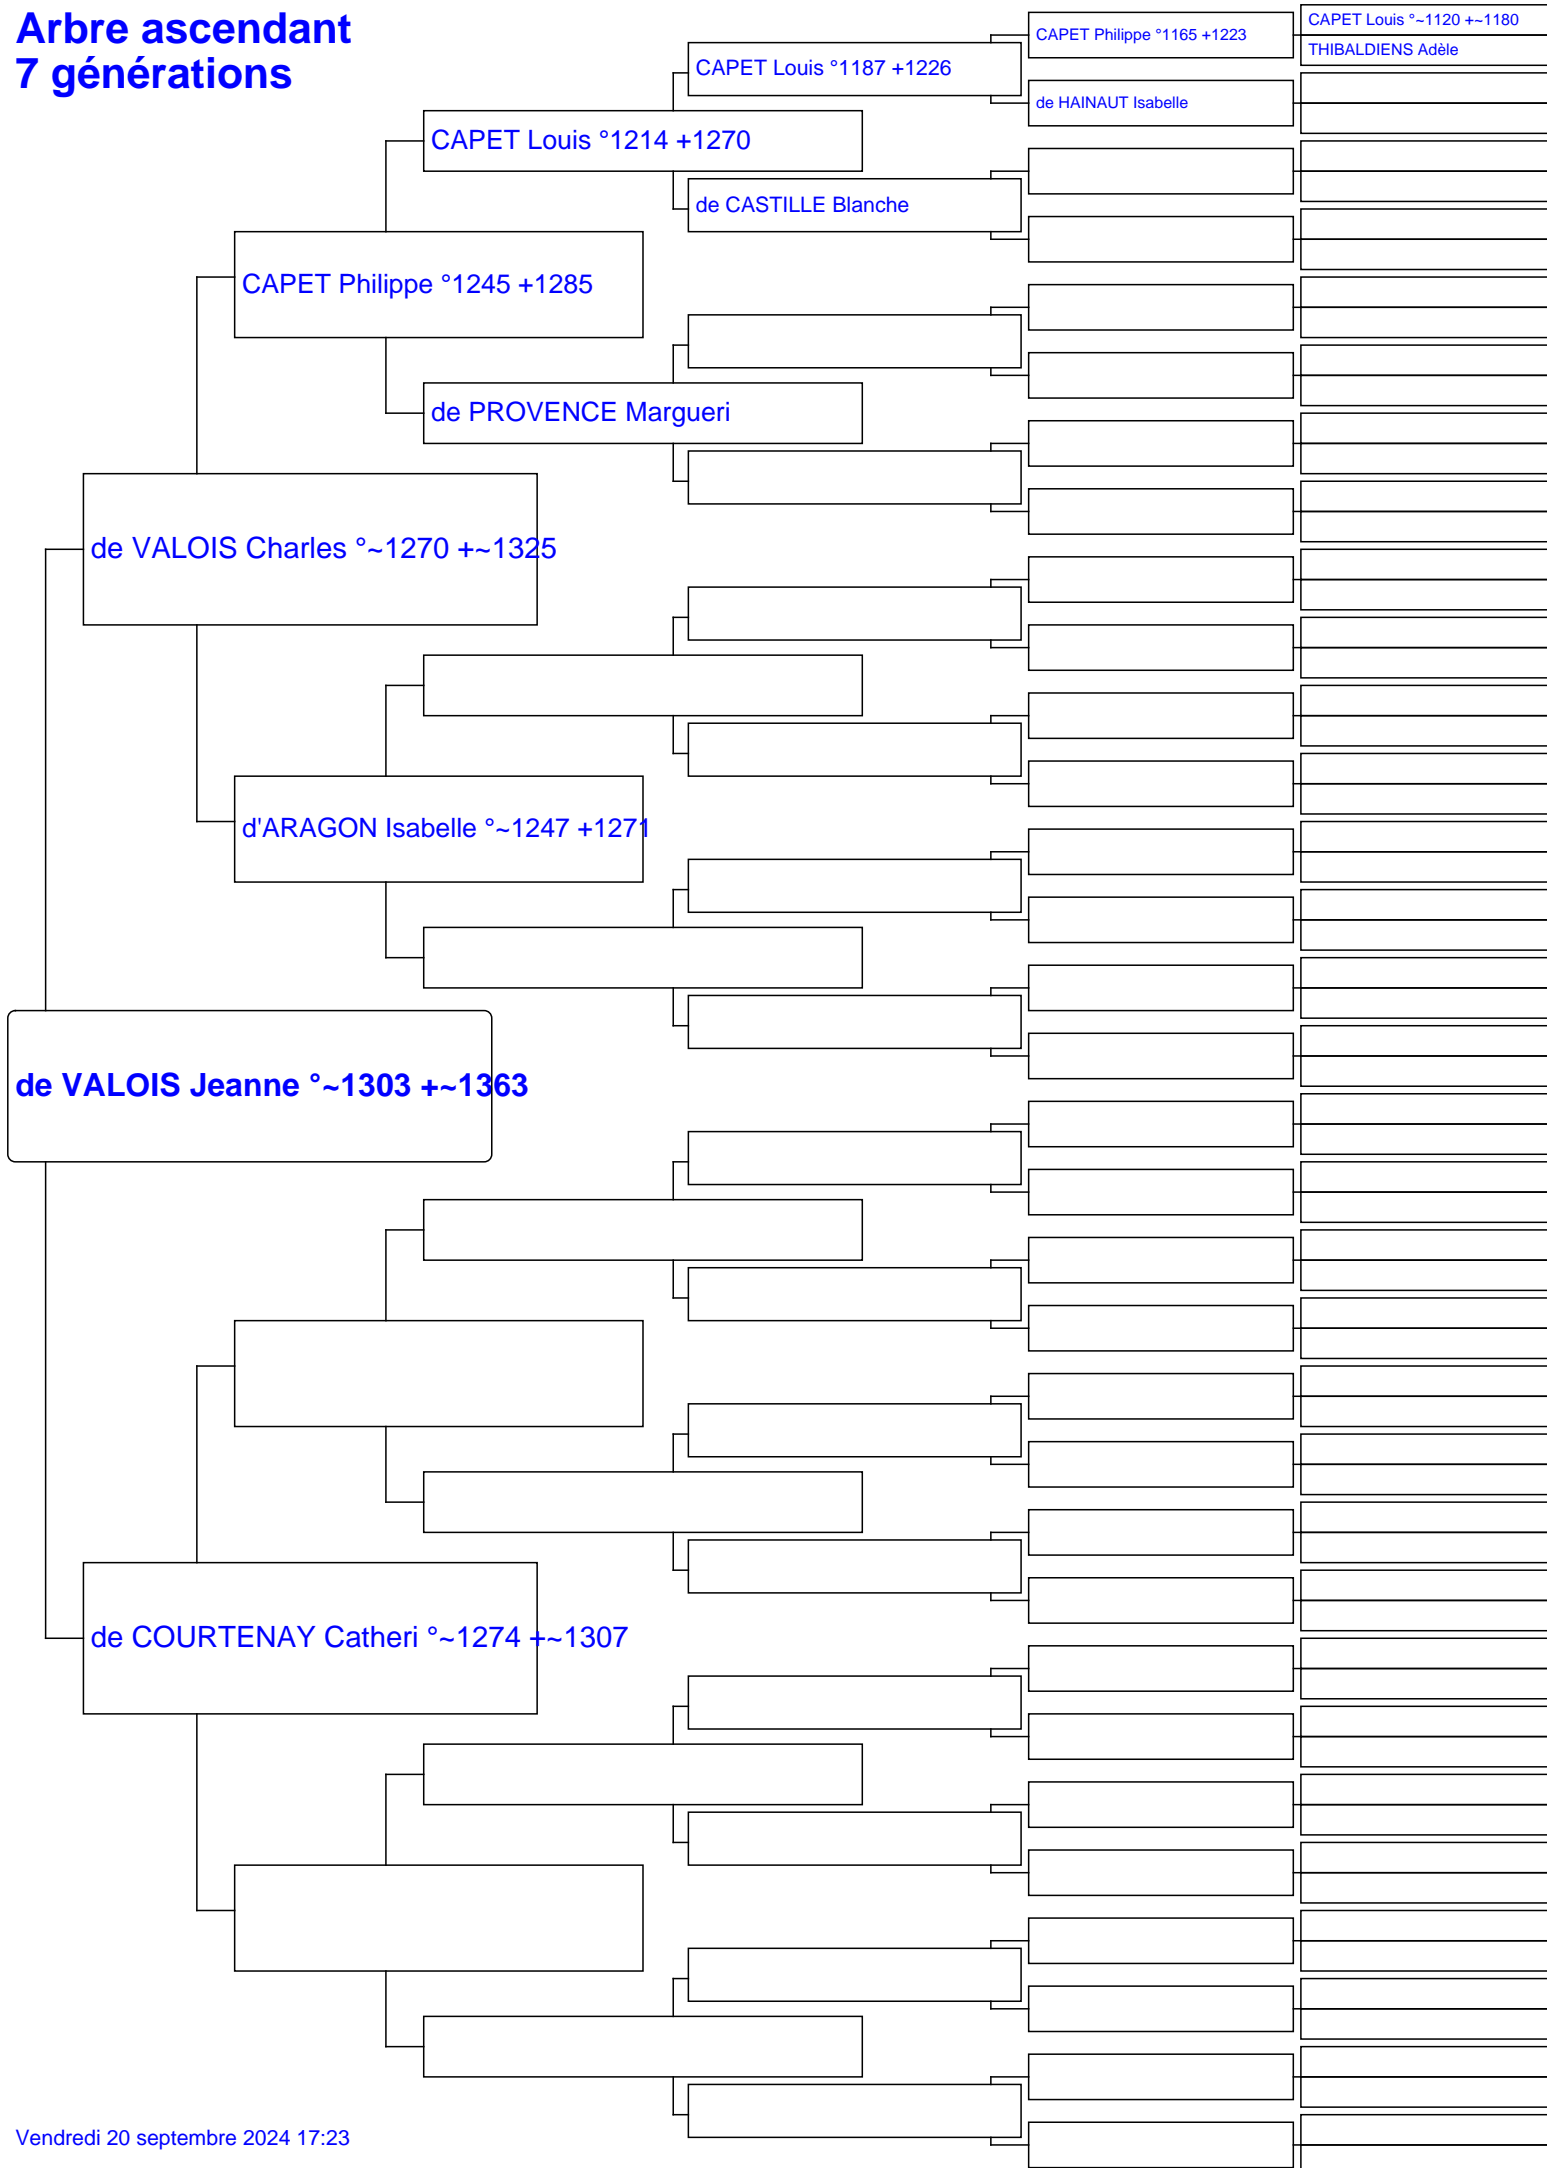 Arbre ascendant
7 générations
CAPET Louis °~1120 +~1180
CAPET Philippe °1165 +1223
THIBALDIENS Adèle
CAPET Louis °1187 +1226
de HAINAUT Isabelle
CAPET Louis °1214 +1270
de CASTILLE Blanche
CAPET Philippe °1245 +1285
de PROVENCE Margueri
de VALOIS Charles °~1270 +~1325
d'ARAGON Isabelle °~1247 +1271
de VALOIS Jeanne °~1303 +~1363
de COURTENAY Catheri °~1274 +~1307
Vendredi 20 septembre 2024 17:23